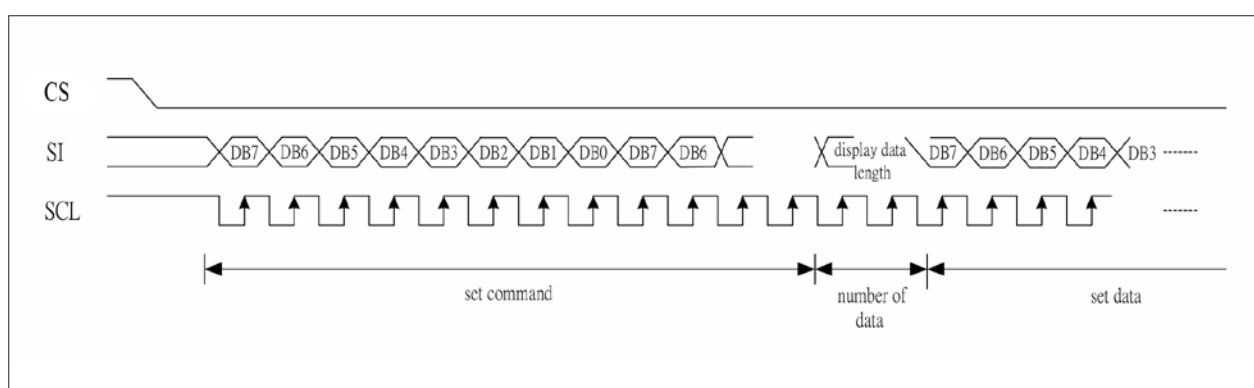 CS
SI DB7 DB6 DB5 DB4 DB3 DB2 DB1 DB0 DB7 DB6 display data length DB7 DB6 DB5 DB4 DB3
SCL
set command
number of data
set data